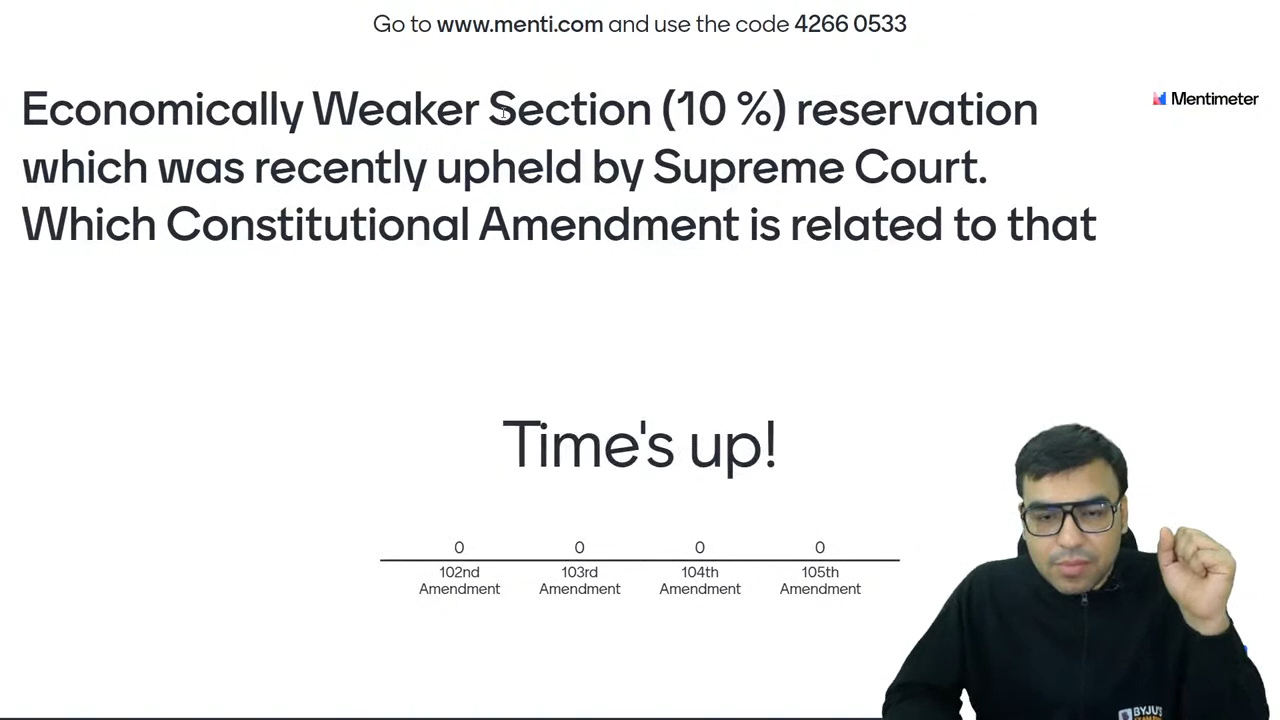 Go to www.menti.com and use the code 4266 0533
Economically Weaker Section (10 %) reservation
which was recently upheld by Supreme Court.
Which Constitutional Amendment is related to that
Mentimeter
Time's up!
0 0 0 0
102nd 103rd 104th 105th
Amendment Amendment Amendment Amendment
BYJU'S